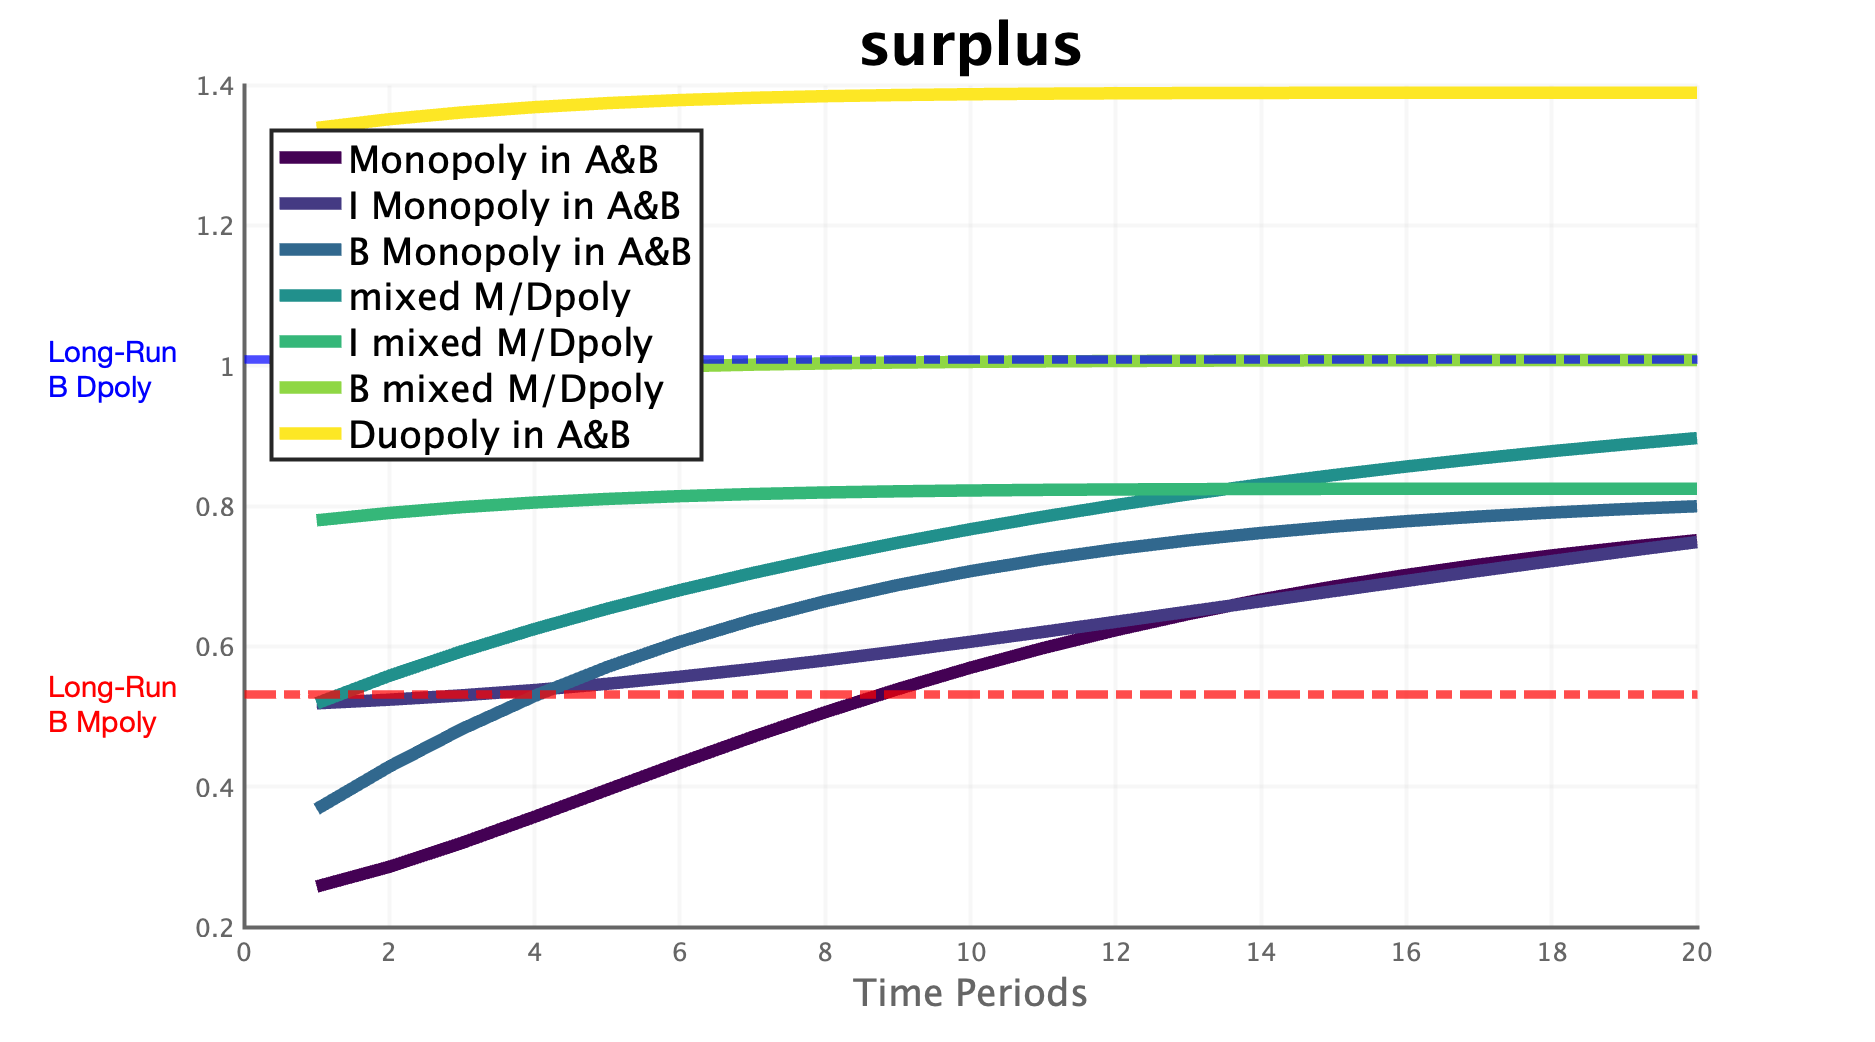 surplus
1.4
1.2
1
0.8
0.6
0.4
0.2
Long-Run
B Dpoly
Long-Run
B Mpoly
Monopoly in A&B
I Monopoly in A&B
B Monopoly in A&B
mixed M/Dpoly
I mixed M/Dpoly
B mixed M/Dpoly
Duopoly in A&B
0 2 4 6 8 10 12 14 16 18 20
Time Periods